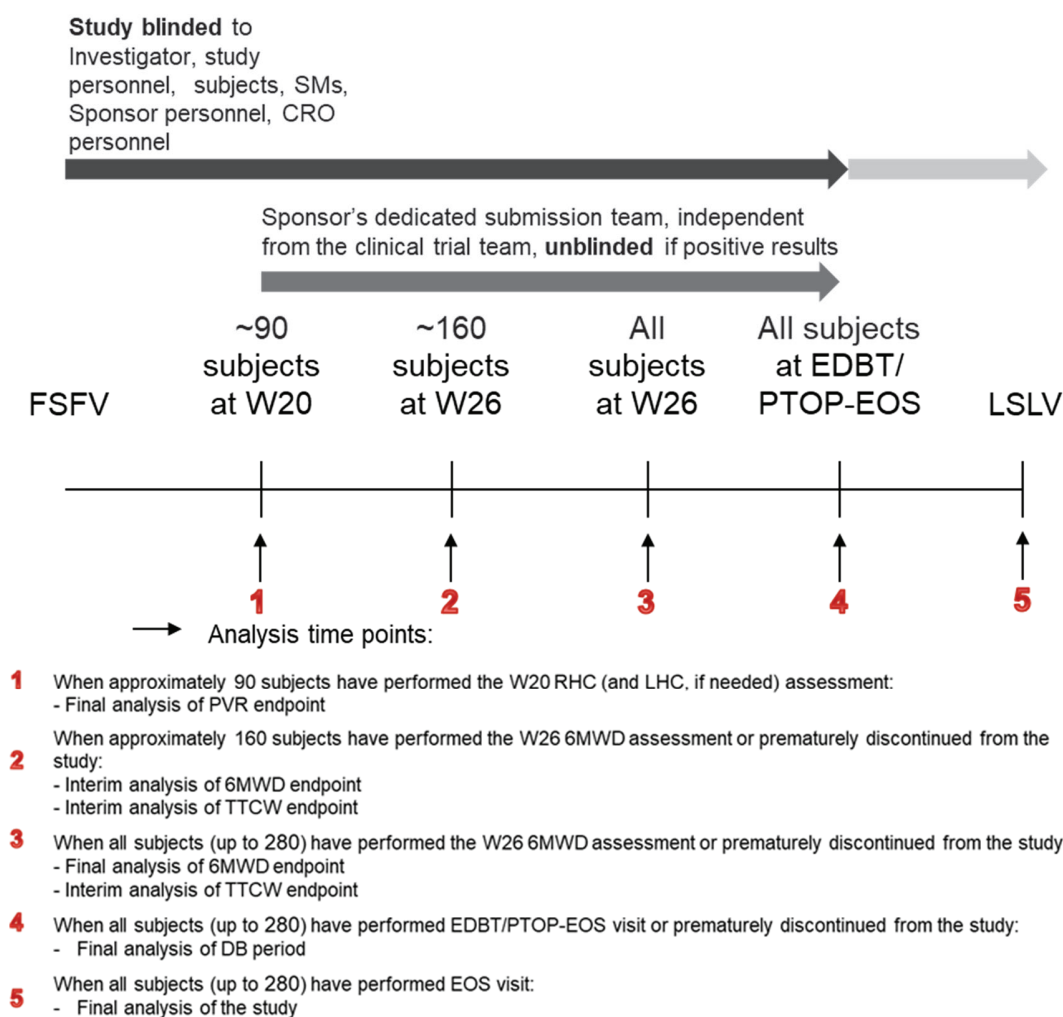 Study blinded to
Investigator, study
personnel, subjects, SMs,
Sponsor personnel, CRO
personnel
Sponsor's dedicated submission team, independent
from the clinical trial team, unblinded if positive results
FSFV
~90
subjects
at W20
~160
subjects
at W26
All
subjects
at W26
All subjects
at EDBT/
PTOP-EOS
LSLV
1
2
3
4
5
Analysis time points:
1 When approximately 90 subjects have performed the W20 RHC (and LHC, if needed) assessment:
- Final analysis of PVR endpoint
2 When approximately 160 subjects have performed the W26 6MWD assessment or prematurely discontinued from the
study:
- Interim analysis of 6MWD endpoint
- Interim analysis of TTCW endpoint
3 When all subjects (up to 280) have performed the W26 6MWD assessment or prematurely discontinued from the study
- Final analysis of 6MWD endpoint
- Interim analysis of TTCW endpoint
4 When all subjects (up to 280) have performed EDBT/PTOP-EOS visit or prematurely discontinued from the study:
- Final analysis of DB period
5 When all subjects (up to 280) have performed EOS visit:
- Final analysis of the study